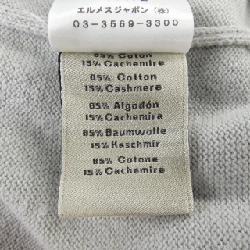 エルメスジャポン(株)
03-3569-3300
85% Coton
15% Cachemire
85% Cotton
15% Cashmere
85% Algodón
15% Cachemira
85% Baumwolle
15% Kaschmir
85% Cotone
15% Cachemire